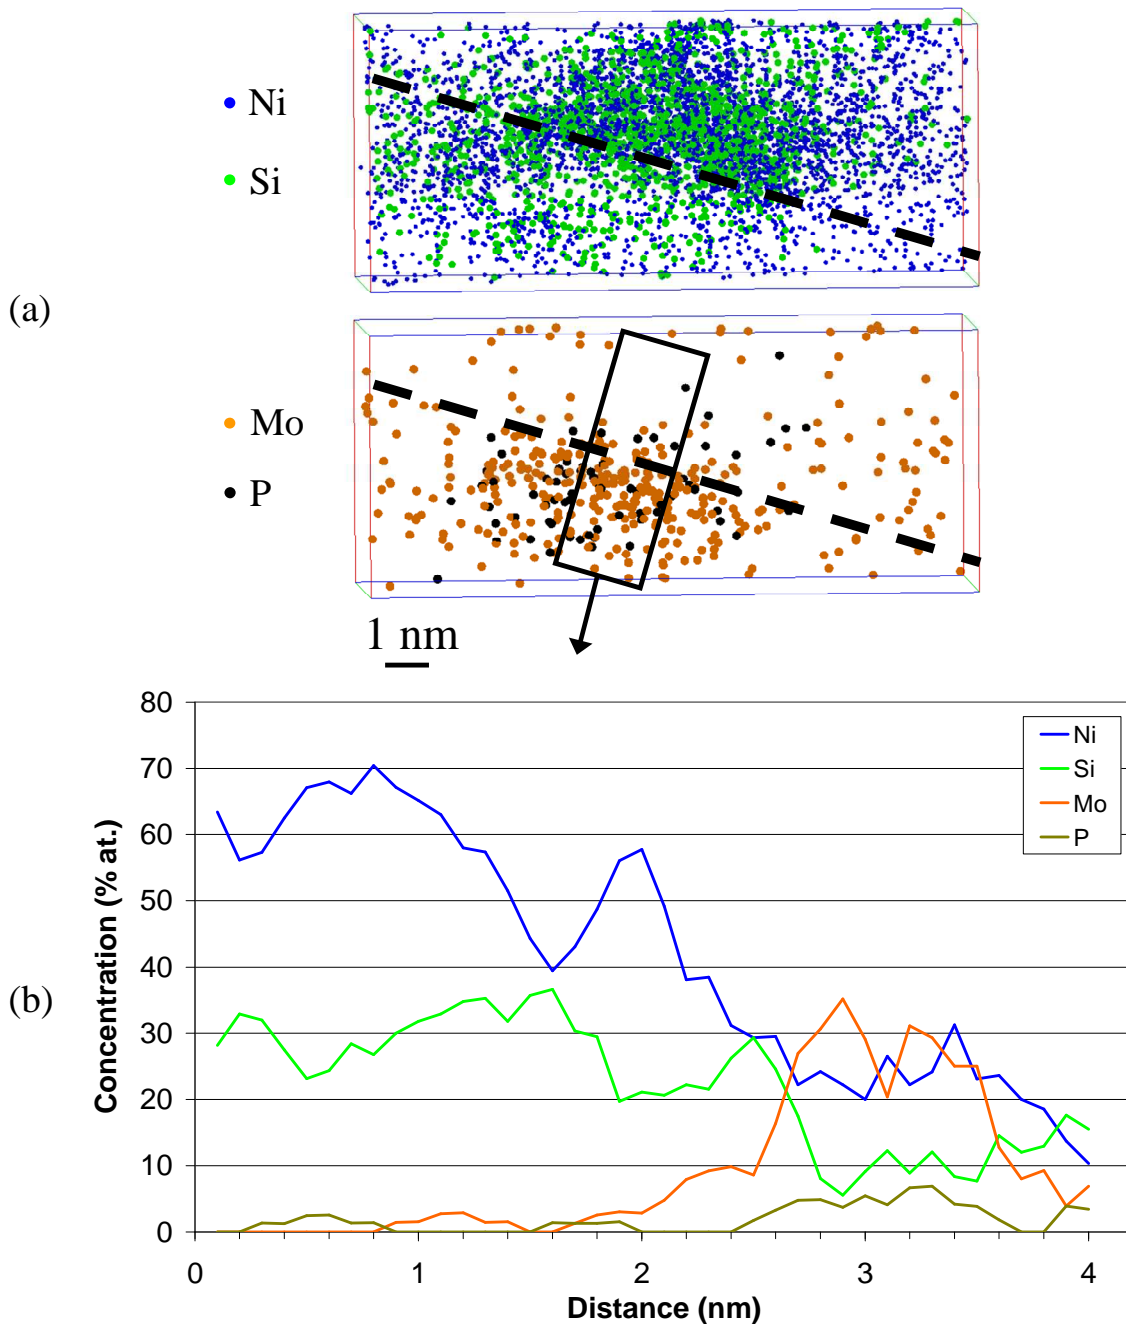 Ni
Si
(a)
Mo
P
1 nm
80
70
60
50
40
30
20
10
0
Concentration (% at.)
(b)
Ni
Si
Mo
P
0 1 2 3 4
Distance (nm)